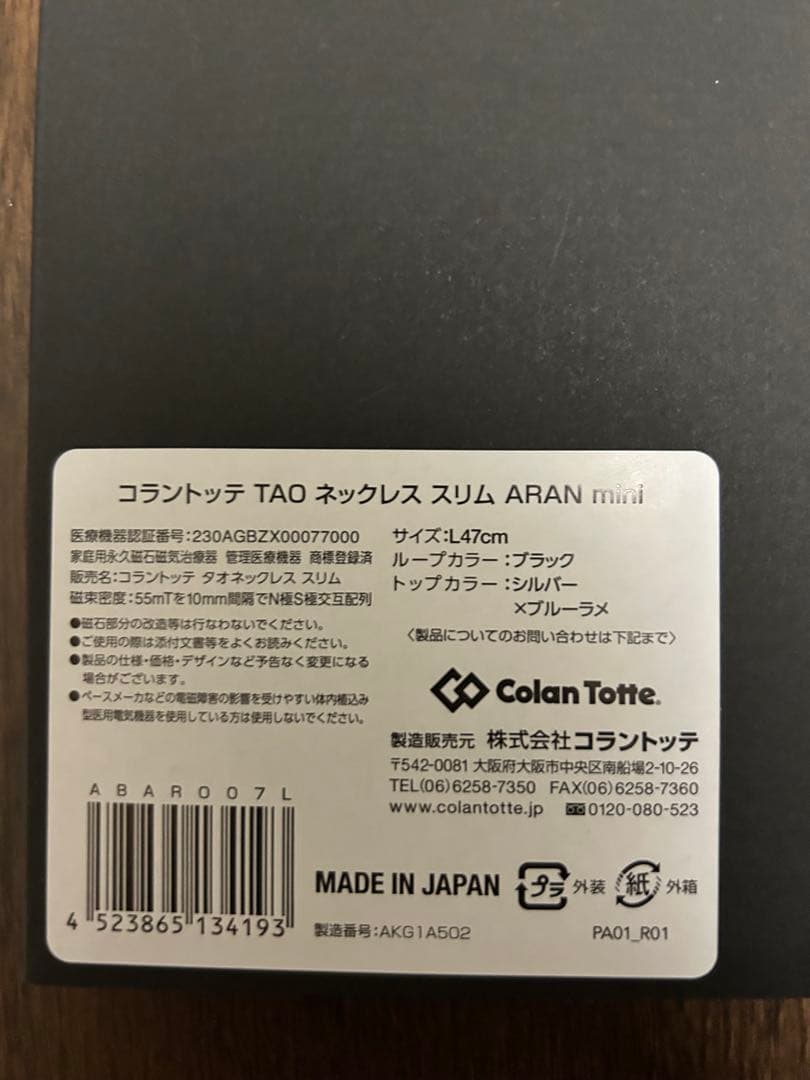 コラントッテ TAO ネックレス スリム ARAN mini
医療機器認証番号:230AGBZX00077000
家庭用永久磁石磁気治療器 管理医療機器 商標登録済
販売名:コラントッテ タオネックレス スリム
磁束密度:55mTを10mm間隔でN極S極交互配列
●磁石部分の改造等は行なわないでください。
●ご使用の際は添付文書等をよくお読みください。
●製品の仕様・価格・デザインなど予告なく変更になる
場合がございます。
●ペースメーカなどの電磁障害の影響を受けやすい体内植込み
型医用電気機器を使用している方は使用しないでください。
サイズ:L47cm
ループカラー:ブラック
トップカラー:シルバー
×ブルーラメ
〈製品についてのお問い合わせは下記まで〉
Colan Totte.
製造販売元 株式会社コラントッテ
〒542-0081 大阪府大阪市中央区南船場2-10-26
TEL(06)6258-7350 FAX(06)6258-7360
www.colantotte.jp 0120-080-523
ABAR007L
4 523865 134193
MADE IN JAPAN
プラ 外装 紙 外箱
製造番号:AKG1A502
PA01_R01